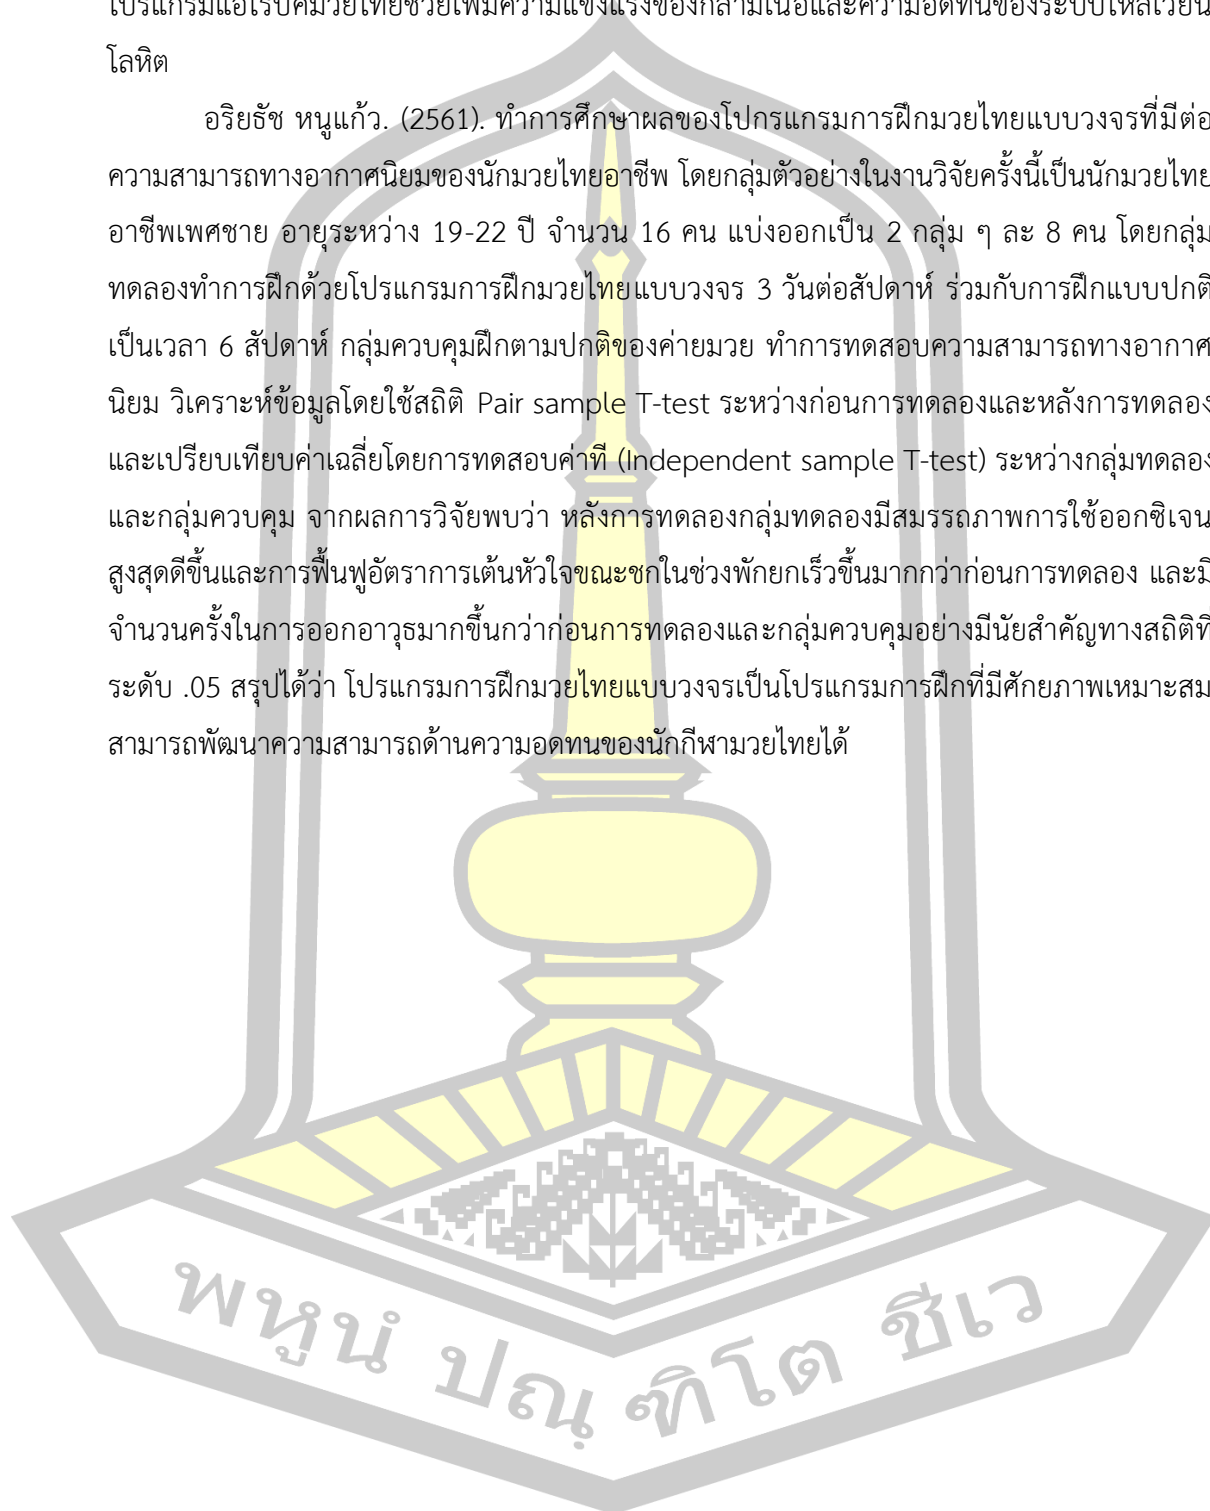 โปรแกรมแอโรบิคมวยไทยช่วยเพิ่มความแข็งแรงของกล้ามเนื้อและความอดทนของระบบไหลเวียน
โลหิต
อริยธัช หนูแก้ว. (2561). ทำการศึกษาผลของโปกรแกรมการฝึกมวยไทยแบบวงจรที่มีต่อ
ความสามารถทางอากาศนิยมของนักมวยไทยอาชีพ โดยกลุ่มตัวอย่างในงานวิจัยครั้งนี้เป็นนักมวยไทย
อาชีพเพศชาย อายุระหว่าง 19-22 ปี จำนวน 16 คน แบ่งออกเป็น 2 กลุ่ม ๆ ละ 8 คน โดยกลุ่ม
ทดลองทำการฝึกด้วยโปรแกรมการฝึกมวยไทยแบบวงจร 3 วันต่อสัปดาห์ ร่วมกับการฝึกแบบปกติ
เป็นเวลา 6 สัปดาห์ กลุ่มควบคุมฝึกตามปกติของค่ายมวย ทำการทดสอบความสามารถทางอากาศ
นิยม วิเคราะห์ข้อมูลโดยใช้สถิติ Pair sample T-test ระหว่างก่อนการทดลองและหลังการทดลอง
และเปรียบเทียบค่าเฉลี่ยโดยการทดสอบค่าที (Independent sample T-test) ระหว่างกลุ่มทดลอง
และกลุ่มควบคุม จากผลการวิจัยพบว่า หลังการทดลองกลุ่มทดลองมีสมรรถภาพการใช้ออกซิเจน
สูงสุดดีขึ้นและการฟื้นฟูอัตราการเต้นหัวใจขณะชกในช่วงพักยกเร็วขึ้นมากกว่าก่อนการทดลอง และมี
จำนวนครั้งในการออกอาวุธมากขึ้นกว่าก่อนการทดลองและกลุ่มควบคุมอย่างมีนัยสำคัญทางสถิติที่
ระดับ .05 สรุปได้ว่า โปรแกรมการฝึกมวยไทยแบบวงจรเป็นโปรแกรมการฝึกที่มีศักยภาพเหมาะสม
สามารถพัฒนาความสามารถด้านความอดทนของนักกีฬามวยไทยได้
พหูนํ ปณฺ ฑิโต ชีเว